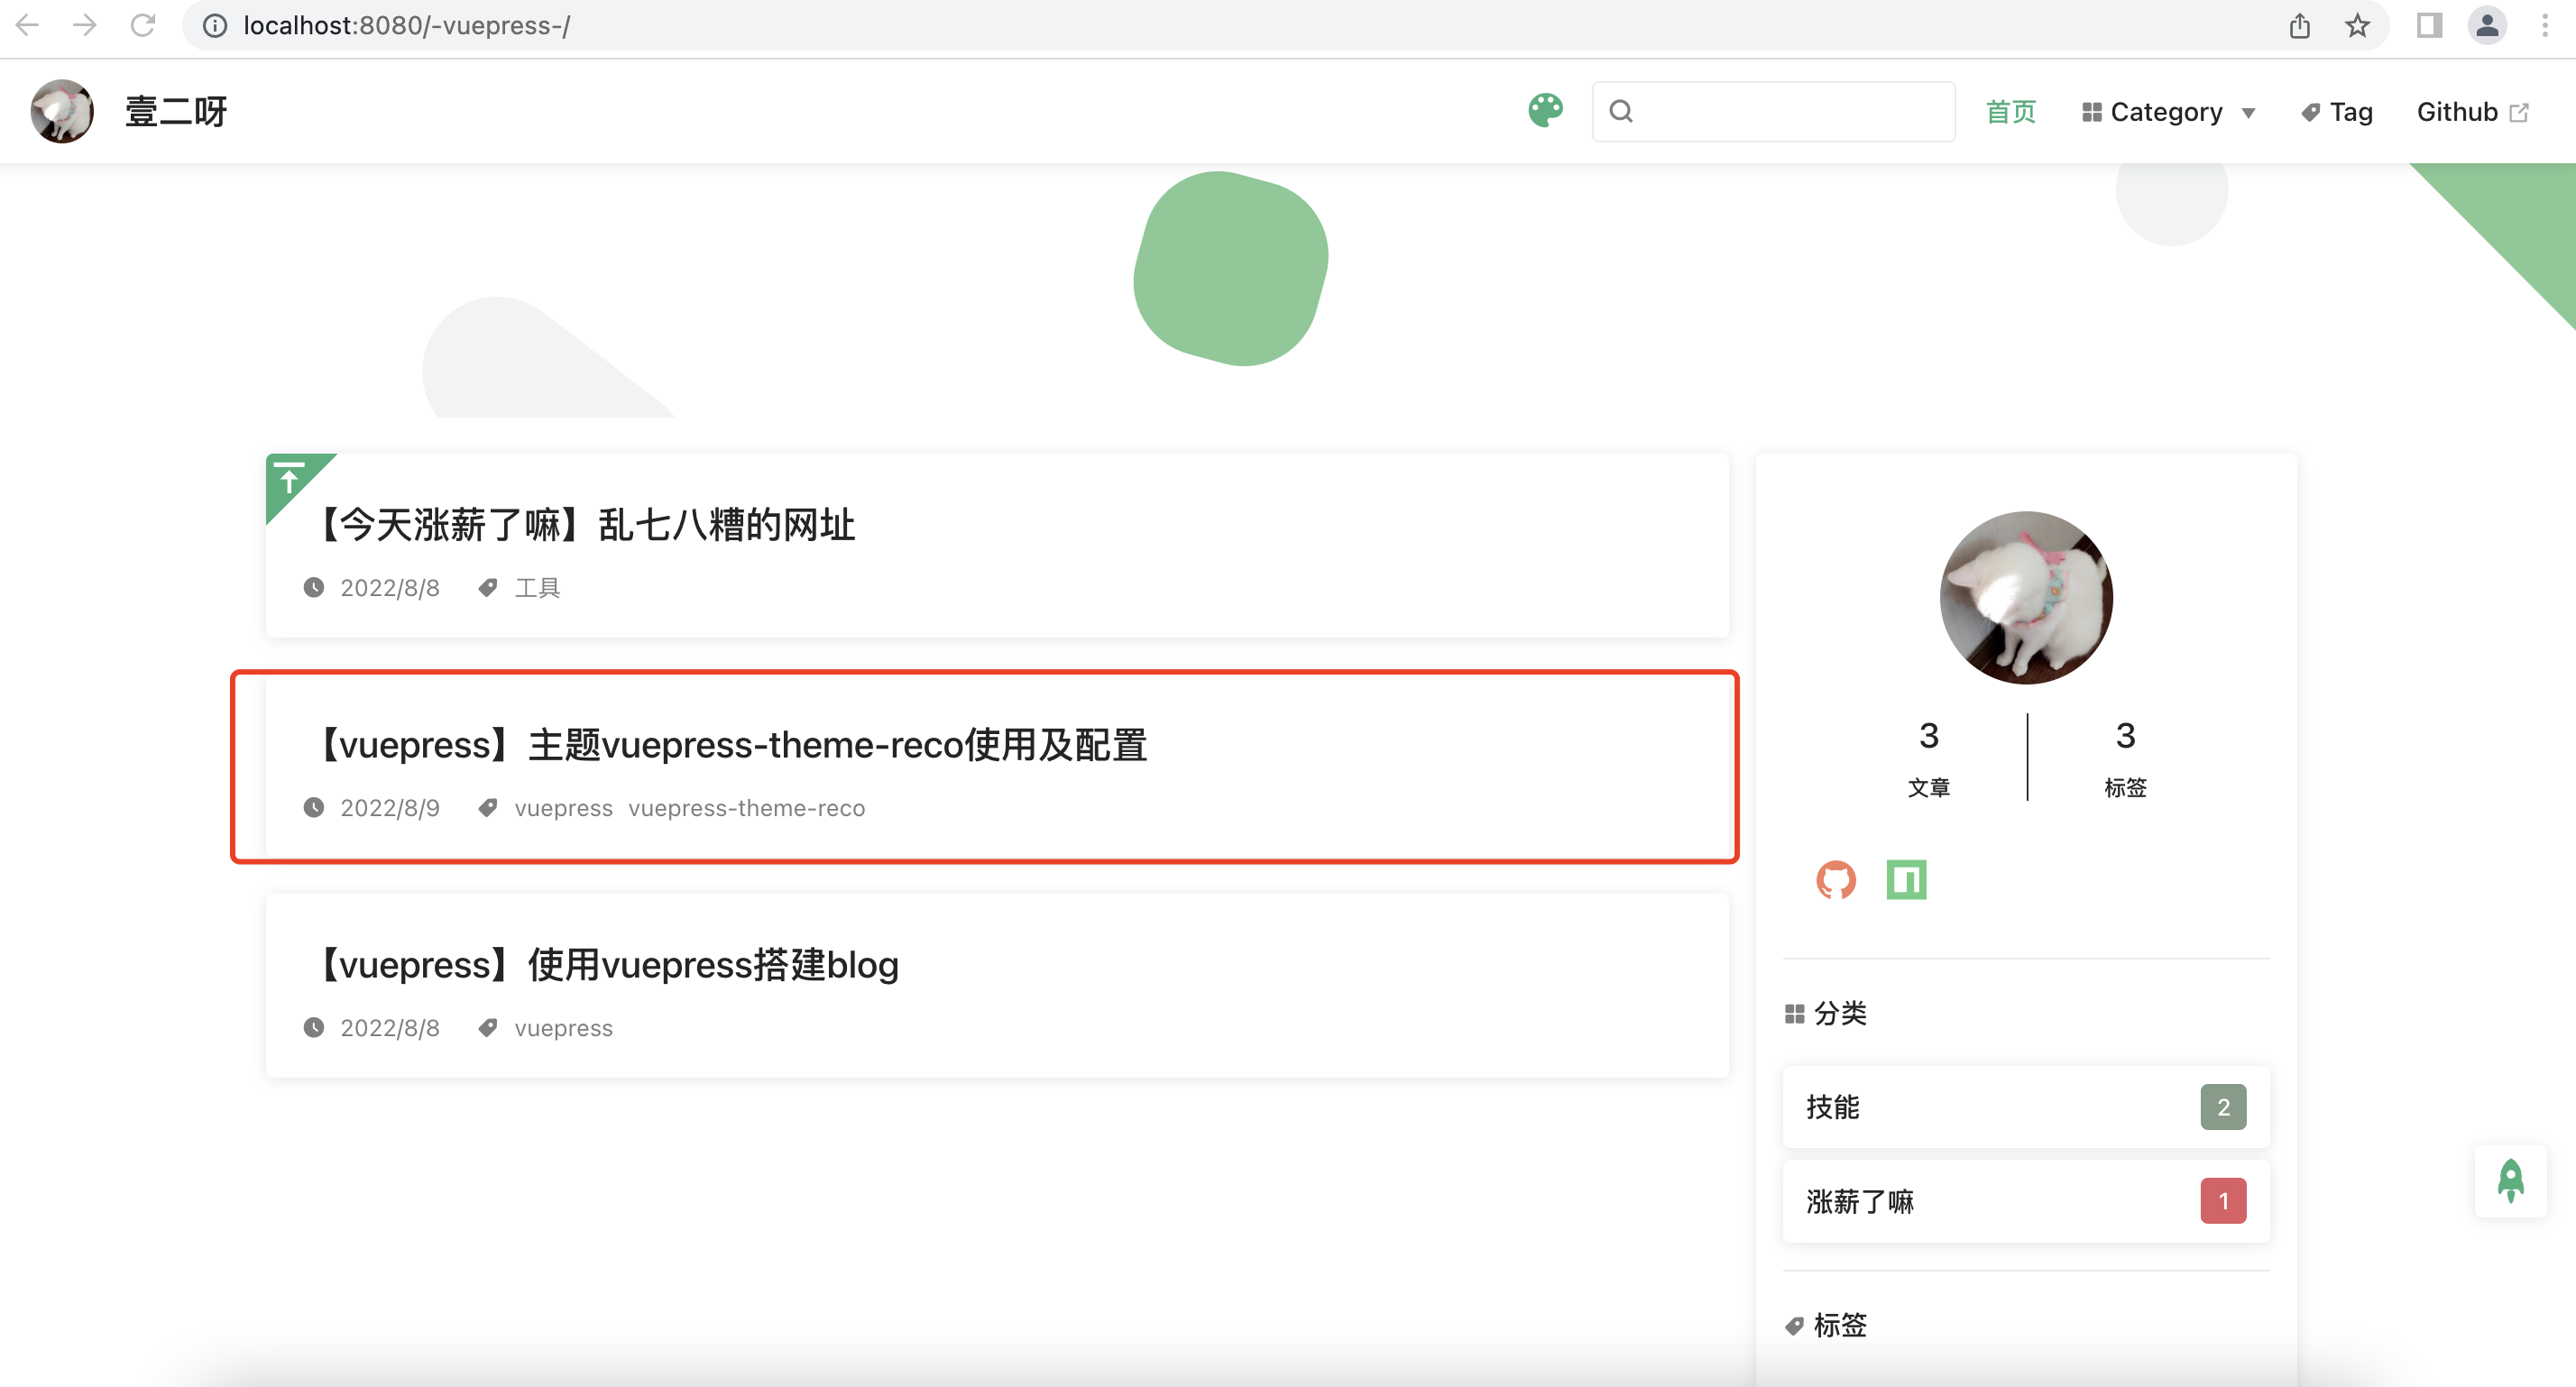 localhost:8080/-vuepress-/
壹二呀
首页 Category Tag Github
【今天涨薪了嘛】乱七八糟的网址
2022/8/8 工具
【vuepress】主题vuepress-theme-reco使用及配置
2022/8/9 vuepress vuepress-theme-reco
【vuepress】使用vuepress搭建blog
2022/8/8 vuepress
3 3
文章 标签
分类
技能 2
涨薪了嘛 1
标签